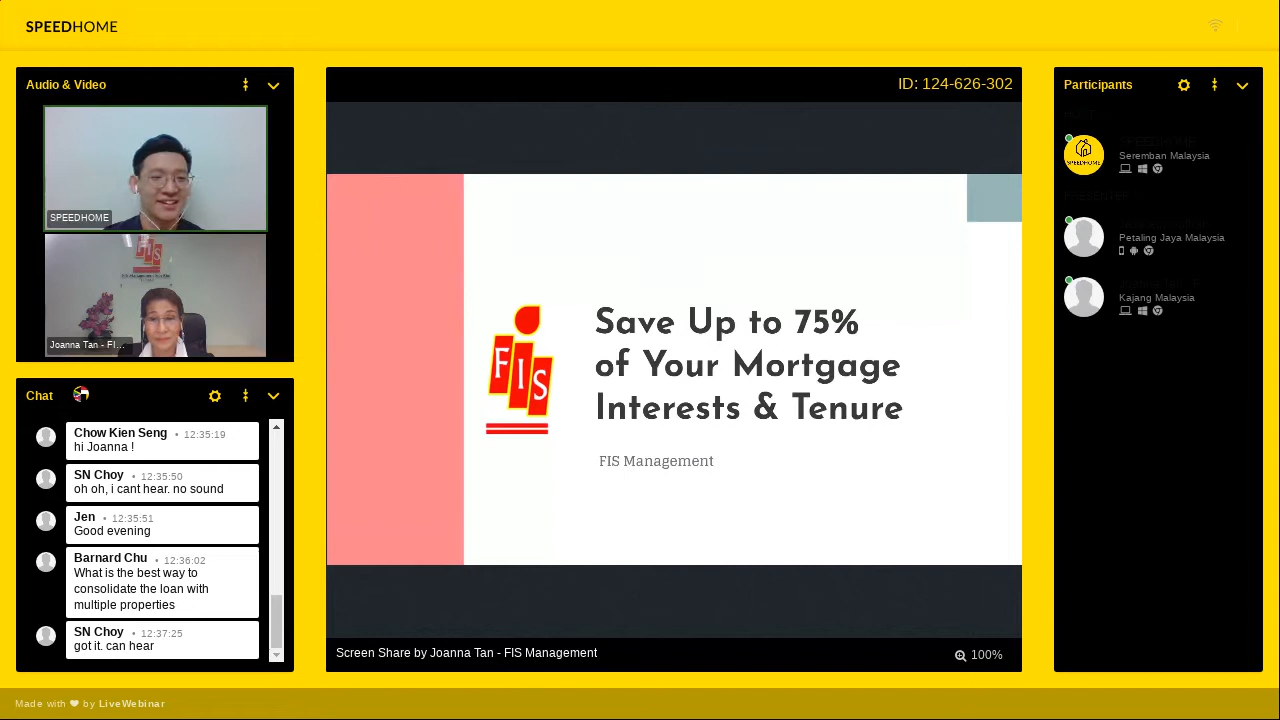 SPEEDHOME
Audio & Video
SPEEDHOME
FIS
Joanna Tan - FI...
Chat
Chow Kien Seng • 12:35:19
hi Joanna !
SN Choy • 12:35:50
oh oh, i cant hear. no sound
Jen • 12:35:51
Good evening
Barnard Chu • 12:36:02
What is the best way to
consolidate the loan with
multiple properties
SN Choy • 12:37:25
got it. can hear
ID: 124-626-302
FIS
Save Up to 75%
of Your Mortgage
Interests & Tenure
FIS Management
Screen Share by Joanna Tan - FIS Management
100%
Participants
HOST
SPEEDHOME
SPEEDHOME
Seremban Malaysia
PRESENTER
Petaling Jaya Malaysia
Kajang Malaysia
Made with ♥ by LiveWebinar